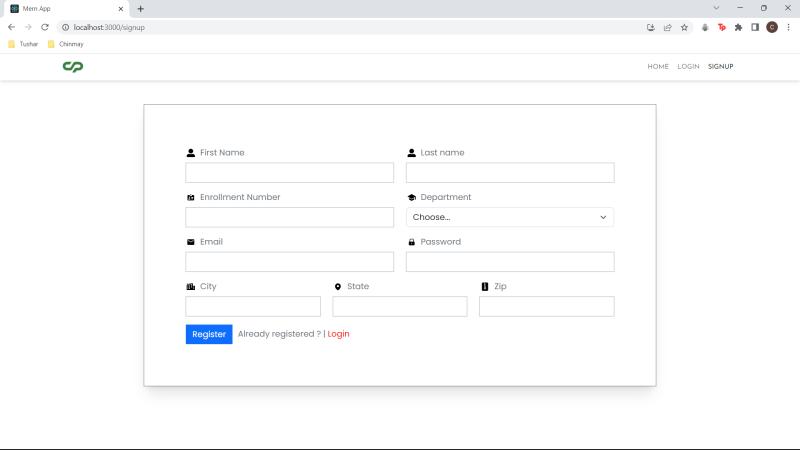 Mern App
localhost:3000/signup
Tushar Chinmay
HOME LOGIN SIGNUP
First Name Last name
Enrollment Number Department
Choose...
Email Password
City State Zip
Register Already registered ? | Login